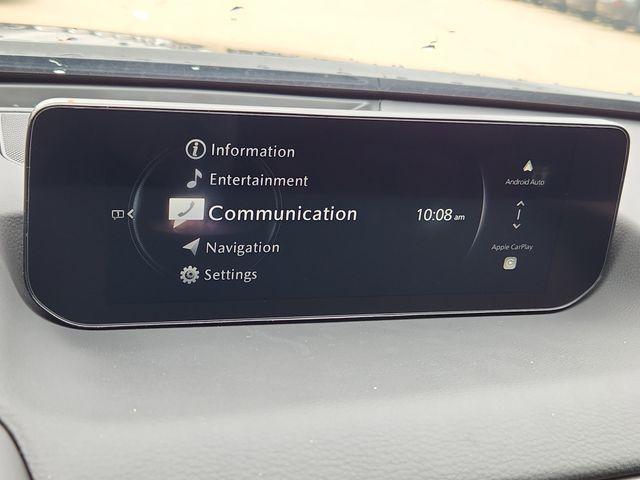 Information
Entertainment
Communication
Navigation
Settings
10:08 am
Android Auto
Apple CarPlay